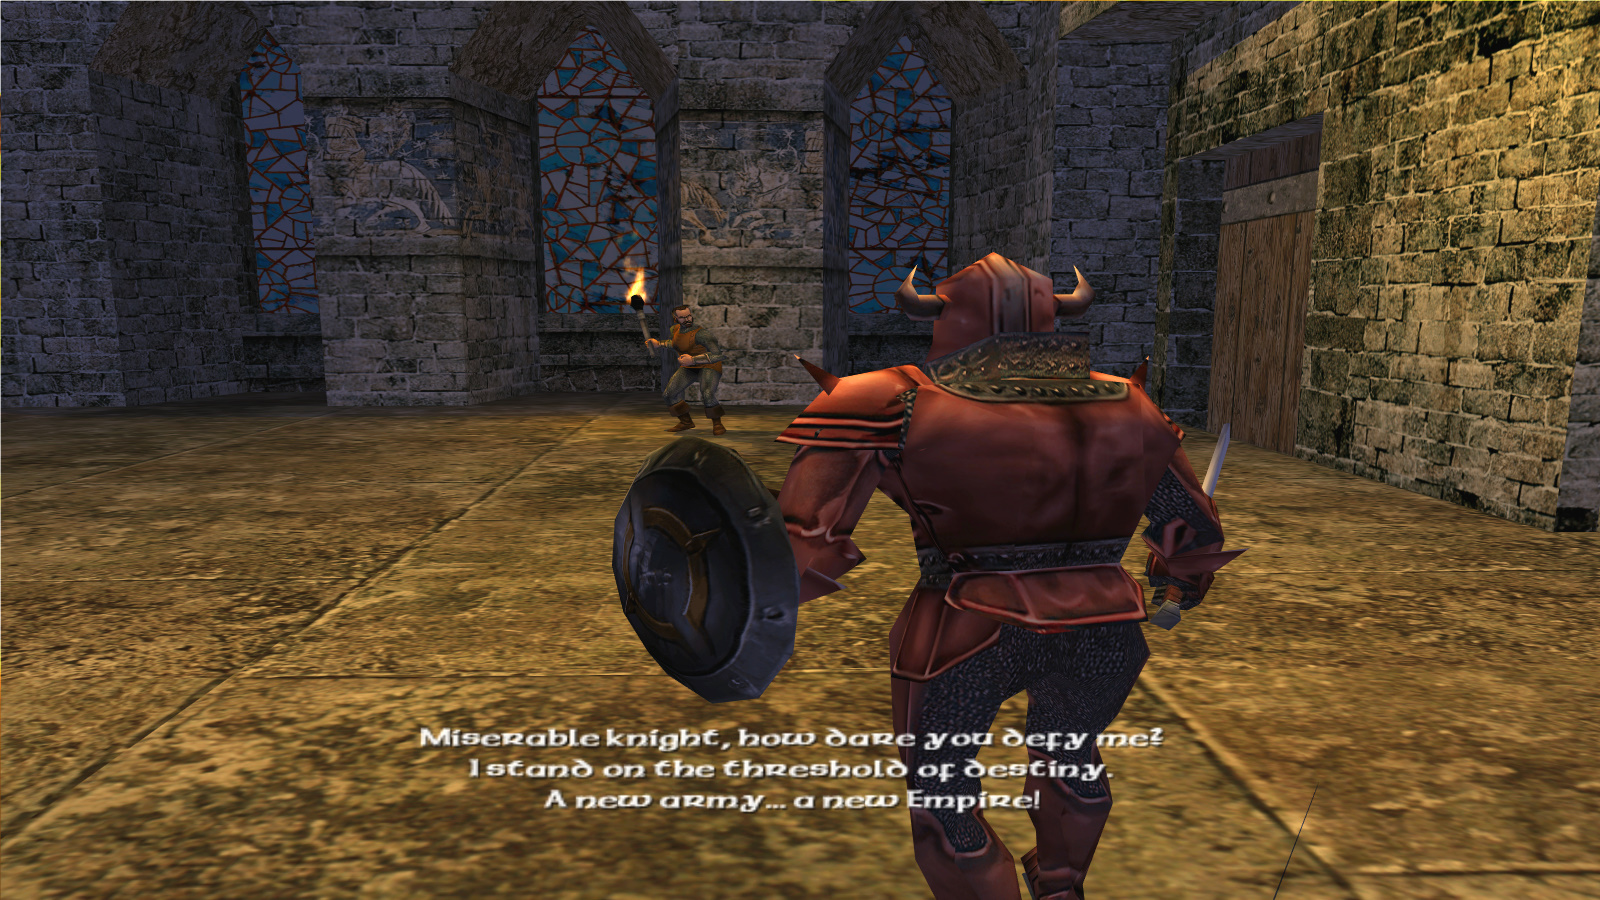 Miserable knight, how dare you defy me?
I stand on the threshold of destiny.
A new army... a new Empire!